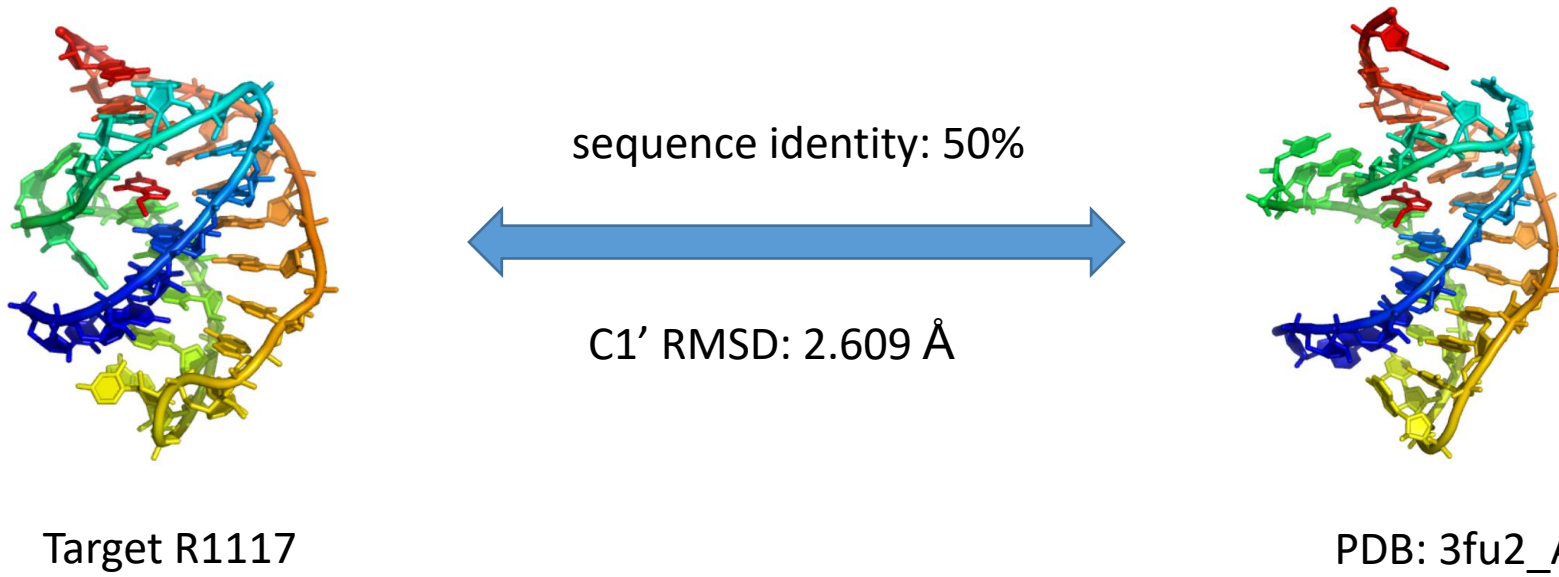 sequence identity: 50%
C1’ RMSD: 2.609 Å
Target R1117
PDB: 3fu2_A